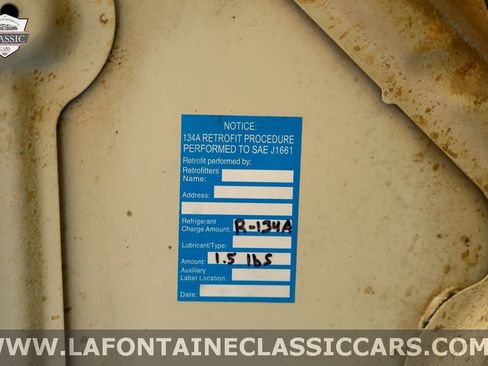 CLASSIC
CARS
NOTICE:
134A RETROFIT PROCEDURE
PERFORMED TO SAE J1661
Retrofit performed by:
Retrofitters
Name:
Address:
Refrigerant
Charge Amount: R-134A
Lubricant/Type:
Amount: 1.5 lbs
Auxiliary
Label Location:
Date:
WWW.LAFONTAINECLASSICCARS.COM